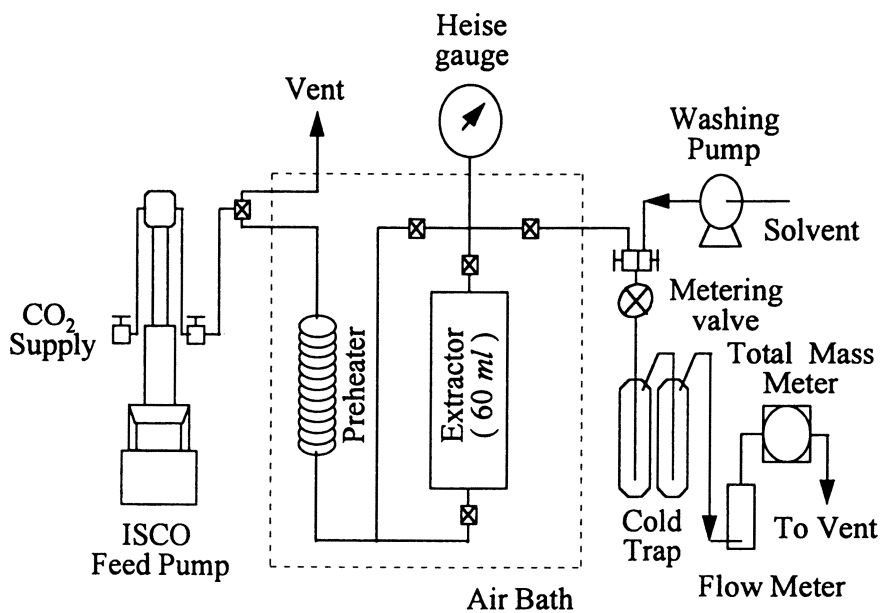 Heise
gauge
Vent
Washing
Pump
Solvent
CO₂
Supply
Preheater
Extractor
( 60 ml )
Metering
valve
Total Mass
Meter
ISCO
Feed Pump
Cold
Trap
To Vent
Flow Meter
Air Bath